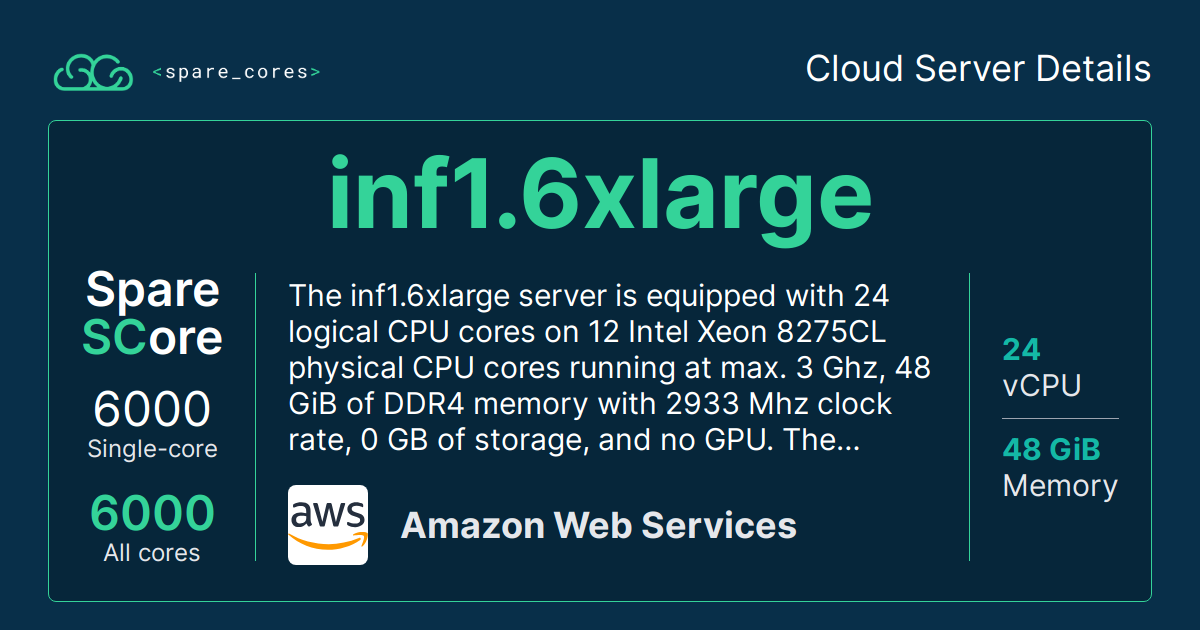 <spare_cores>
Cloud Server Details
inf1.6xlarge
Spare
SCore
6000
Single-core
6000
All cores
The inf1.6xlarge server is equipped with 24
logical CPU cores on 12 Intel Xeon 8275CL
physical CPU cores running at max. 3 Ghz, 48
GiB of DDR4 memory with 2933 Mhz clock
rate, 0 GB of storage, and no GPU. The...
aws
Amazon Web Services
24
vCPU
48 GiB
Memory